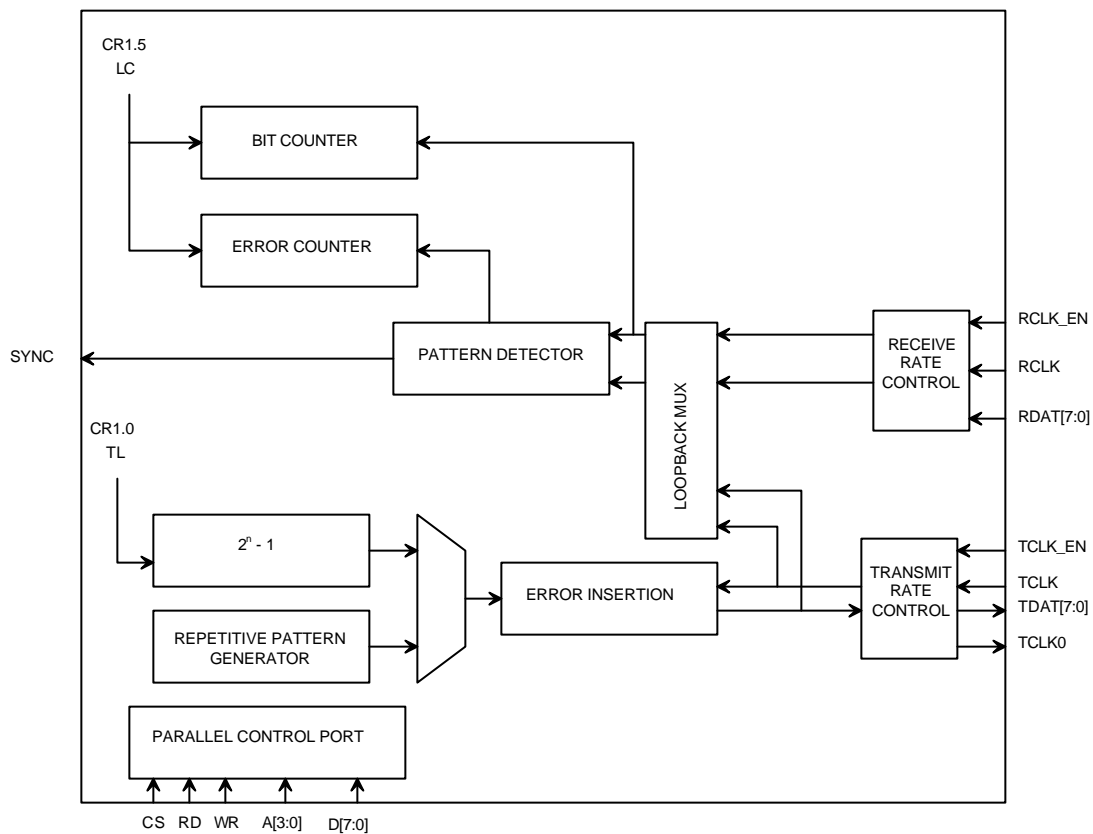 CR1.5
LC
BIT COUNTER
ERROR COUNTER
SYNC
PATTERN DETECTOR
LOOPBACK MUX
RECEIVE
RATE
CONTROL
RCLK_EN
RCLK
RDAT[7:0]
CR1.0
TL
2ⁿ - 1
REPETITIVE PATTERN
GENERATOR
ERROR INSERTION
TRANSMIT
RATE
CONTROL
TCLK_EN
TCLK
TDAT[7:0]
TCLK0
PARALLEL CONTROL PORT
CS RD WR A[3:0] D[7:0]